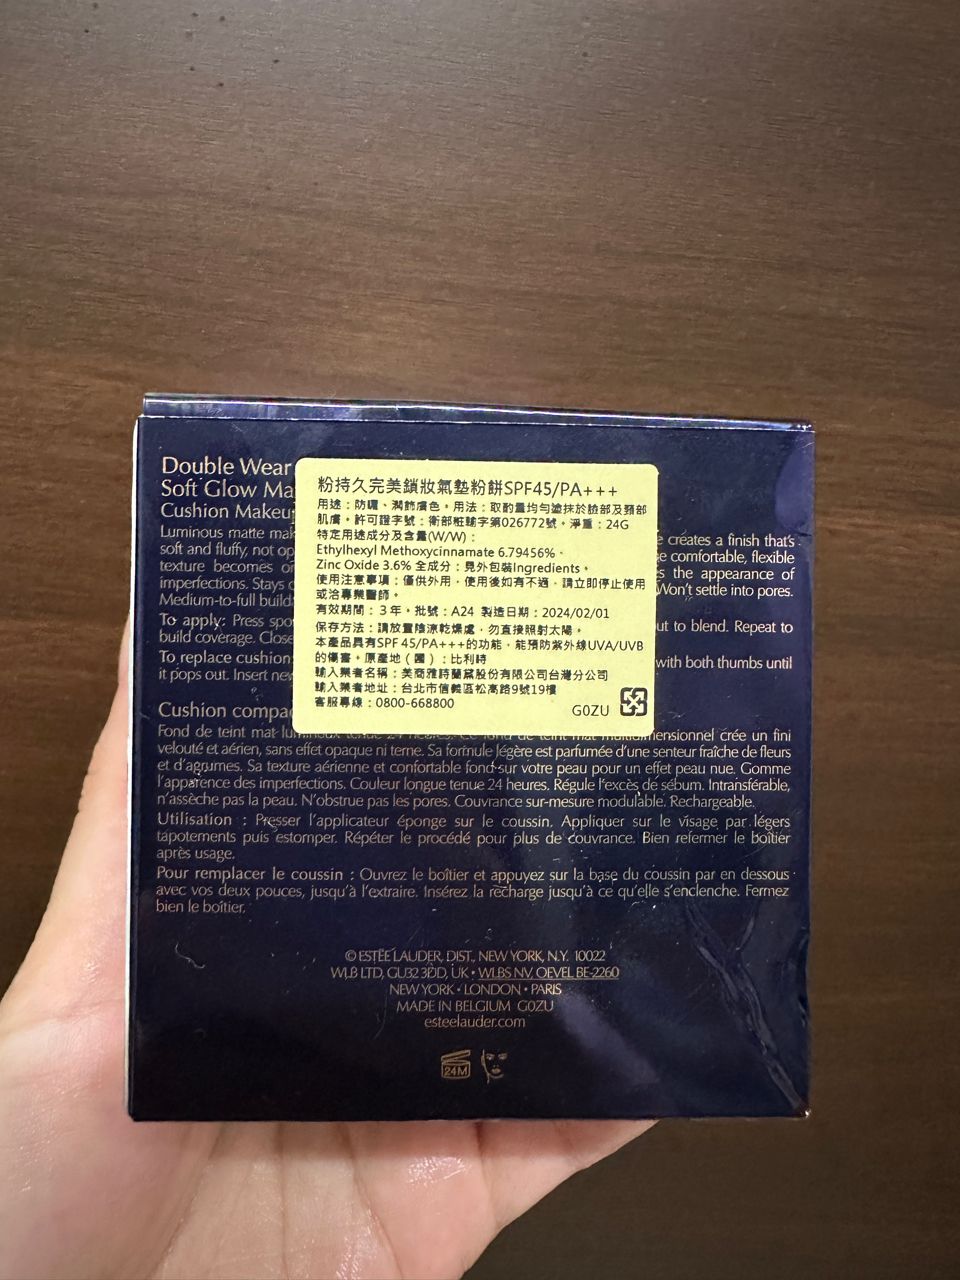 Double Wear
Soft Glow Ma
Cushion Makeu
Luminous matte mak
soft and fluffy, not op
texture becomes or
imperfections. Stays c
Medium-to-full build
To apply: Press spo
build coverage. Close
To replace cushion:
it pops out. Insert new
creates a finish that's
comfortable, flexible
the appearance of
Won't settle into pores.
ut to blend. Repeat to
with both thumbs until
粉持久完美鎖妝氣墊粉餅SPF45/PA+++
用途：防曬、潤飾膚色。用法：取酌量均勻塗抹於臉部及頸部
肌膚。許可證字號：衛部粧輸字第026772號。淨重：24G
特定用途成分及含量(W/W)：
Ethylhexyl Methoxycinnamate 6.79456%、
Zinc Oxide 3.6% 全成分：見外包裝Ingredients。
使用注意事項：僅供外用，使用後如有不適，請立即停止使用
或洽專業醫師。
有效期間：3年。批號：A24 製造日期：2024/02/01
保存方法：請放置陰涼乾燥處，勿直接照射太陽。
本產品具有SPF45/PA+++的功能，能預防紫外線UVA/UVB
的傷害。原產地（國）：比利時
輸入業者名稱：美商雅詩蘭黛股份有限公司台灣分公司
輸入業者地址：台北市信義區松高路9號19樓
客服專線：0800-668800
G0ZU
Cushion compac
Fond de teint mat lumineux tenue 24 heures. Ce fond de teint mat multidimensionnel crée un fini
velouté et aérien, sans effet opaque ni terne. Sa formule légère est parfumée d'une senteur fraîche de fleurs
et d'agrumes. Sa texture aérienne et confortable fond sur votre peau pour un effet peau nue. Gomme
l'apparence des imperfections. Couleur longue tenue 24 heures. Régule l'excès de sébum. Intransférable,
n'assèche pas la peau. N'obstrue pas les pores. Couvrance sur-mesure modulable. Rechargeable.
Utilisation : Presser l'applicateur éponge sur le coussin. Appliquer sur le visage par légers
tapotements puis estomper. Répéter le procédé pour plus de couvrance. Bien refermer le boîtier
après usage.
Pour remplacer le coussin : Ouvrez le boîtier et appuyez sur la base du coussin par en dessous
avec vos deux pouces, jusqu'à l'extraire. Insérez la recharge jusqu'à ce qu'elle s'enclenche. Fermez
bien le boîtier.
© ESTĒE LAUDER, DIST., NEW YORK, N.Y. 10022
WLB LTD, GU32 3DD, UK • WLBS NV, OEVEL BE-2260
NEW YORK • LONDON • PARIS
MADE IN BELGIUM G0ZU
esteelauder.com
24M